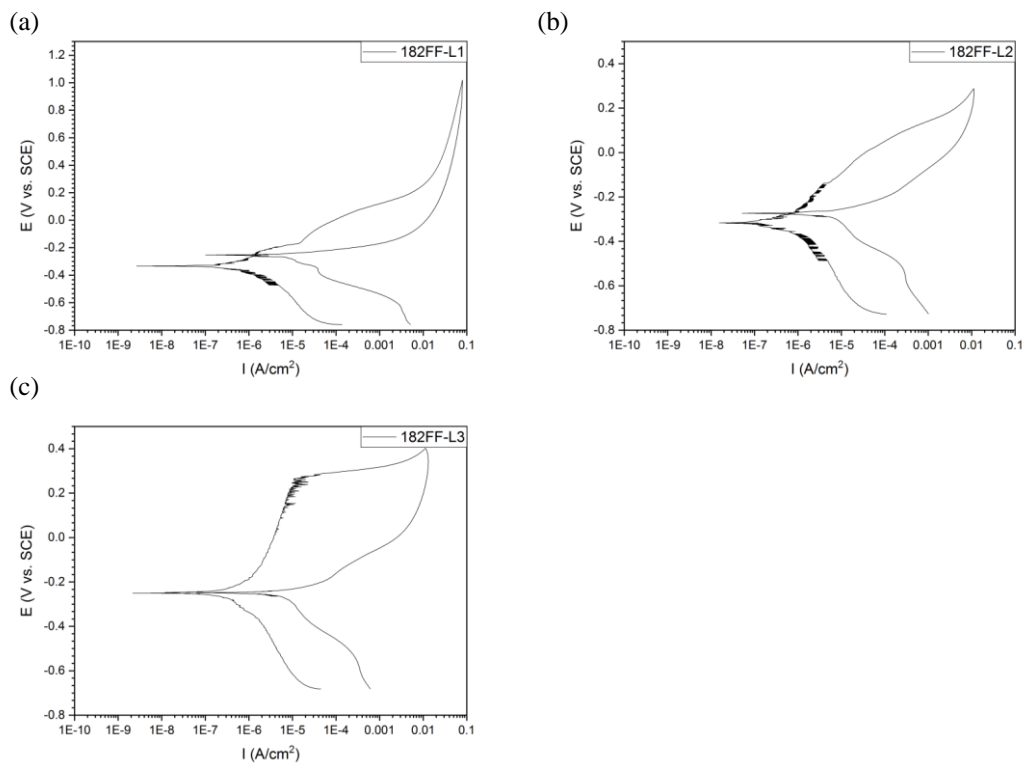 (a)
182FF-L1
1.2
1.0
0.8
0.6
0.4
0.2
0.0
-0.2
-0.4
-0.6
-0.8
E (V vs. SCE)
1E-10 1E-9 1E-8 1E-7 1E-6 1E-5 1E-4 0.001 0.01 0.1
I (A/cm²)
(b)
182FF-L2
0.4
0.2
0.0
-0.2
-0.4
-0.6
-0.8
E (V vs. SCE)
1E-10 1E-9 1E-8 1E-7 1E-6 1E-5 1E-4 0.001 0.01 0.1
I (A/cm²)
(c)
182FF-L3
0.4
0.2
0.0
-0.2
-0.4
-0.6
-0.8
E (V vs. SCE)
1E-10 1E-9 1E-8 1E-7 1E-6 1E-5 1E-4 0.001 0.01 0.1
I (A/cm²)